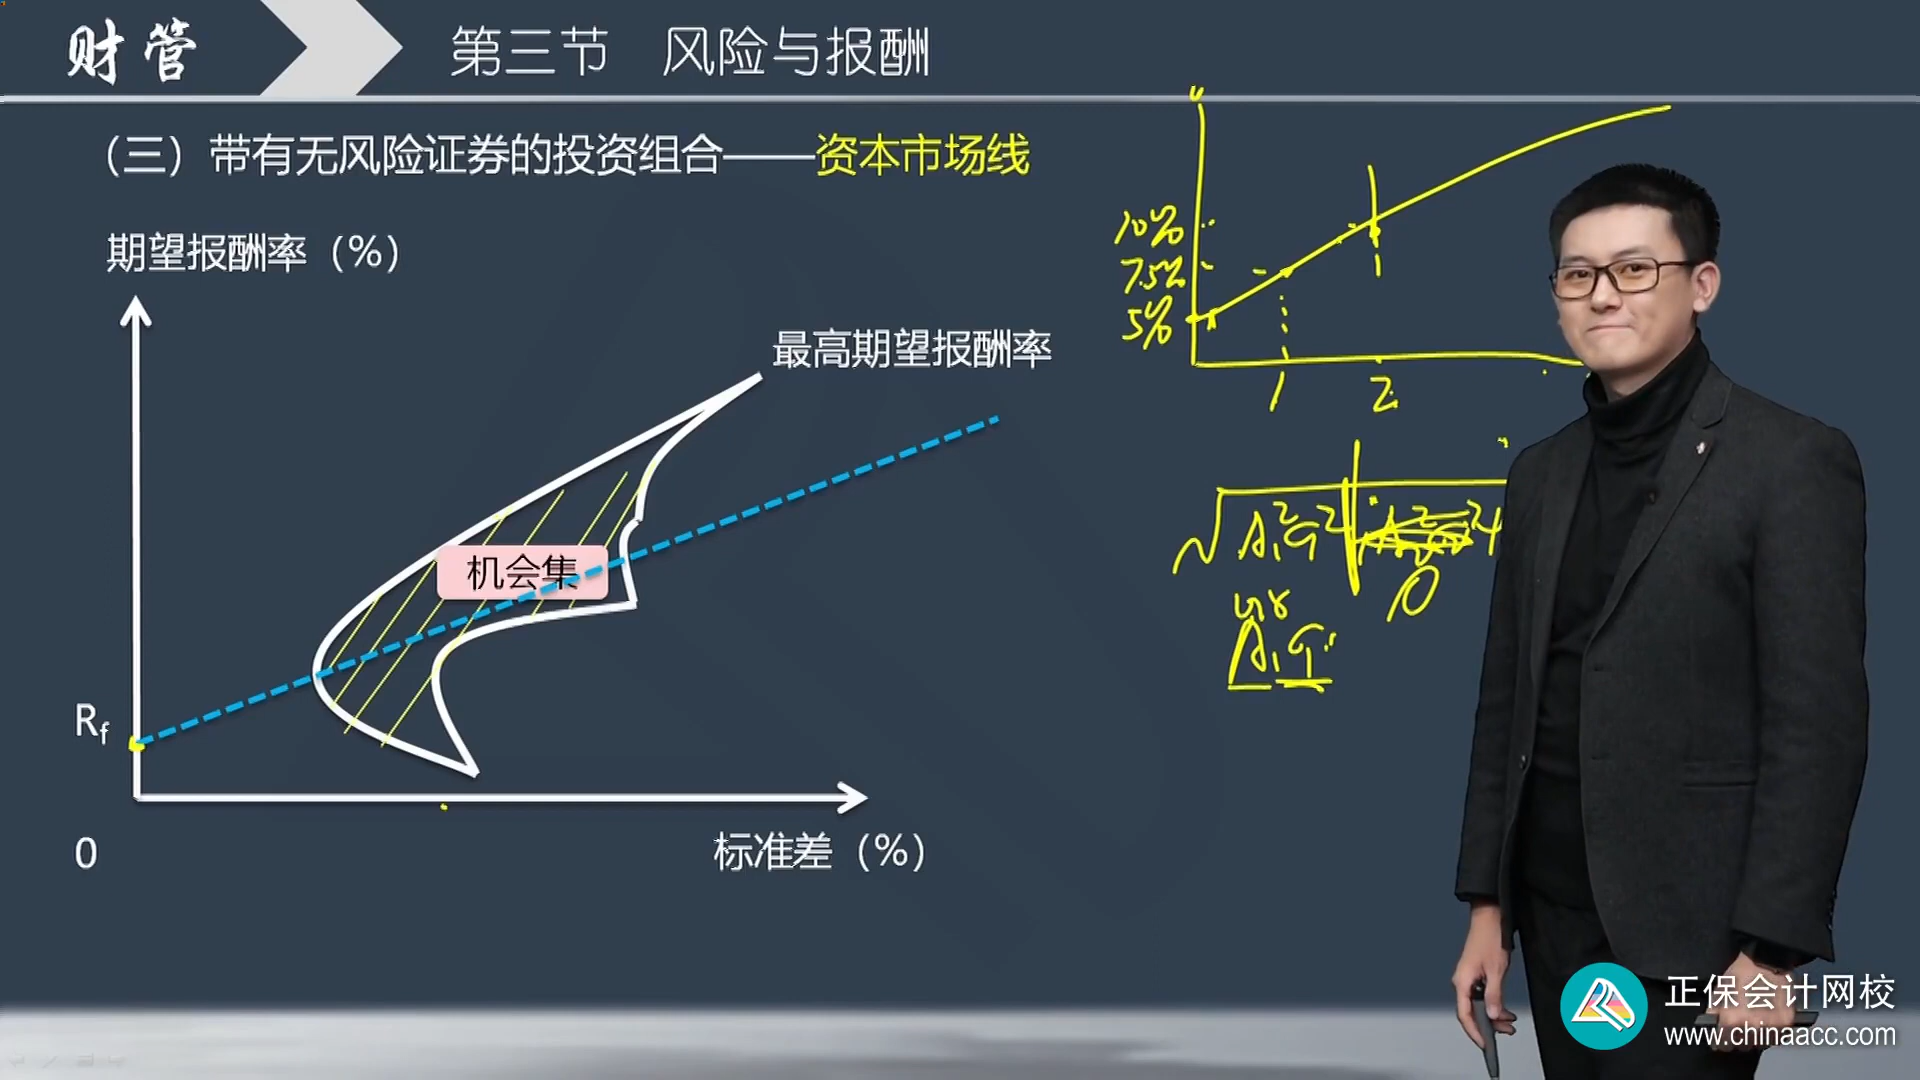 财管
第三节 风险与报酬
（三）带有无风险证券的投资组合——资本市场线
期望报酬率（%）
最高期望报酬率
机会集
Rf
0
标准差（%）
10%
7.5%
5%
1
1
2
0
正保会计网校
www.chinaacc.com